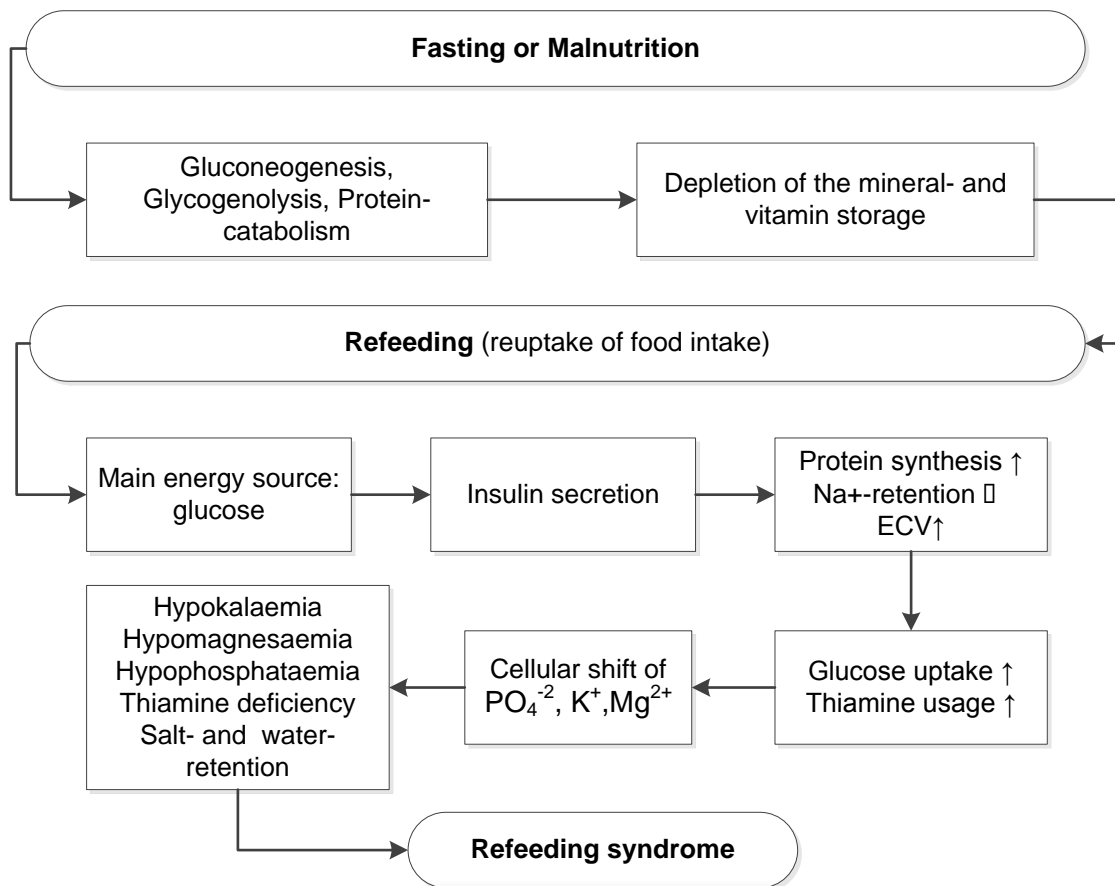 Fasting or Malnutrition
Gluconeogenesis,
Glycogenolysis, Protein-
catabolism
Depletion of the mineral- and
vitamin storage
Refeeding (reuptake of food intake)
Main energy source:
glucose
Insulin secretion
Protein synthesis ↑
Na+-retention ▯
ECV↑
Glucose uptake ↑
Thiamine usage ↑
Cellular shift of
PO₄⁻², K⁺,Mg²⁺
Hypokalaemia
Hypomagnesaemia
Hypophosphataemia
Thiamine deficiency
Salt- and water-
retention
Refeeding syndrome